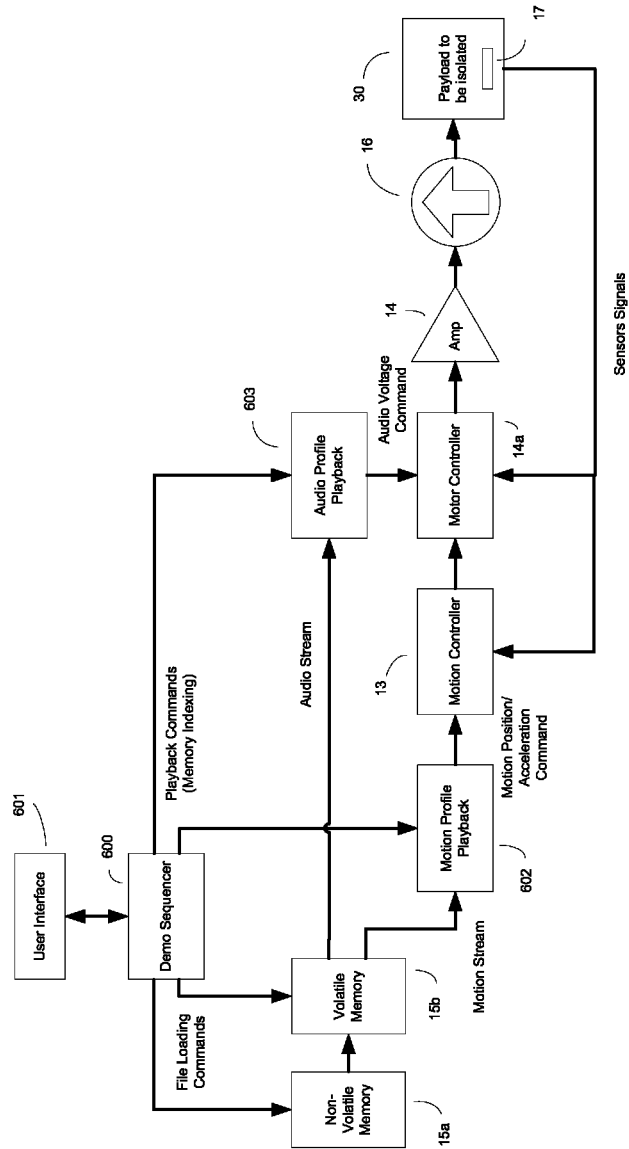 601
User Interface
600
Demo Sequencer
File Loading
Commands
Playback Commands
(Memory Indexing)
603
Audio Profile
Playback
Audio Stream
Audio Voltage
Command
Non-
Volatile
Memory
15a
Volatile
Memory
15b
Motion Stream
Motion Profile
Playback
602
Motion Position/
Acceleration
Command
13
Motion Controller
Motor Controller
14a
14
Amp
16
30
Payload to
be isolated
17
Sensors Signals